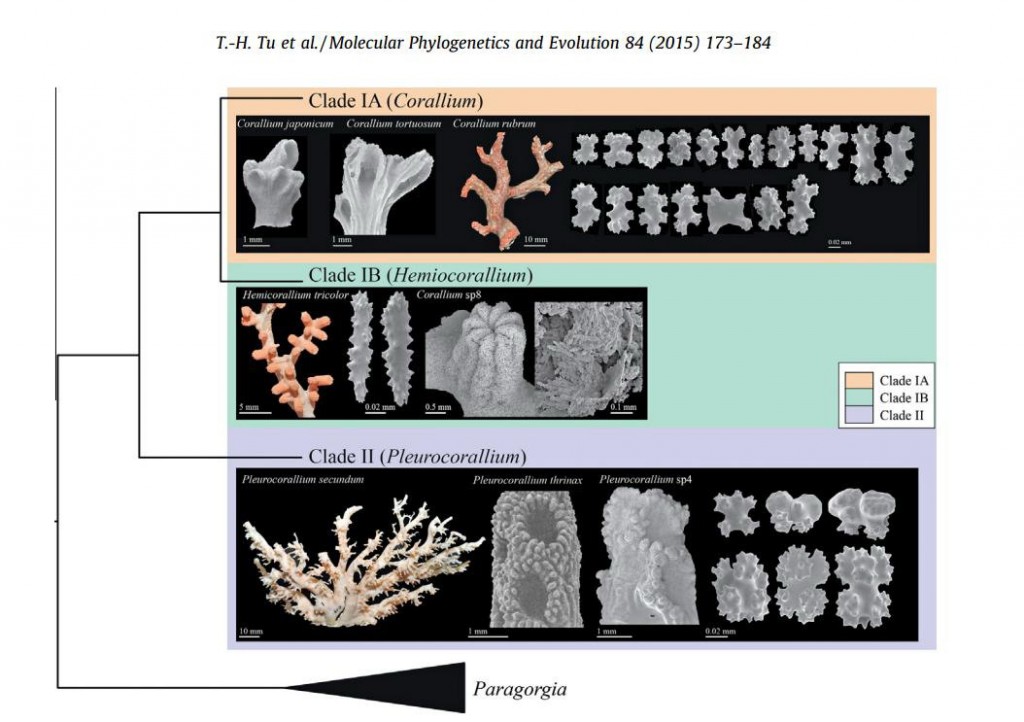 T.-H. Tu et al. / Molecular Phylogenetics and Evolution 84 (2015) 173–184
Clade IA (Corallium)
Corallium japonicum Corallium tortuosum Corallium rubrum
1 mm 1 mm 10 mm 0.02 mm
Clade IB (Hemiocorallium)
Hemicorallium tricolor Corallium sp8
5 mm 0.02 mm 0.5 mm 0.1 mm
Clade IA
Clade IB
Clade II
Clade II (Pleurocorallium)
Pleurocorallium secundum Pleurocorallium thrinax Pleurocorallium sp4
10 mm 1 mm 1 mm 0.02 mm
Paragorgia